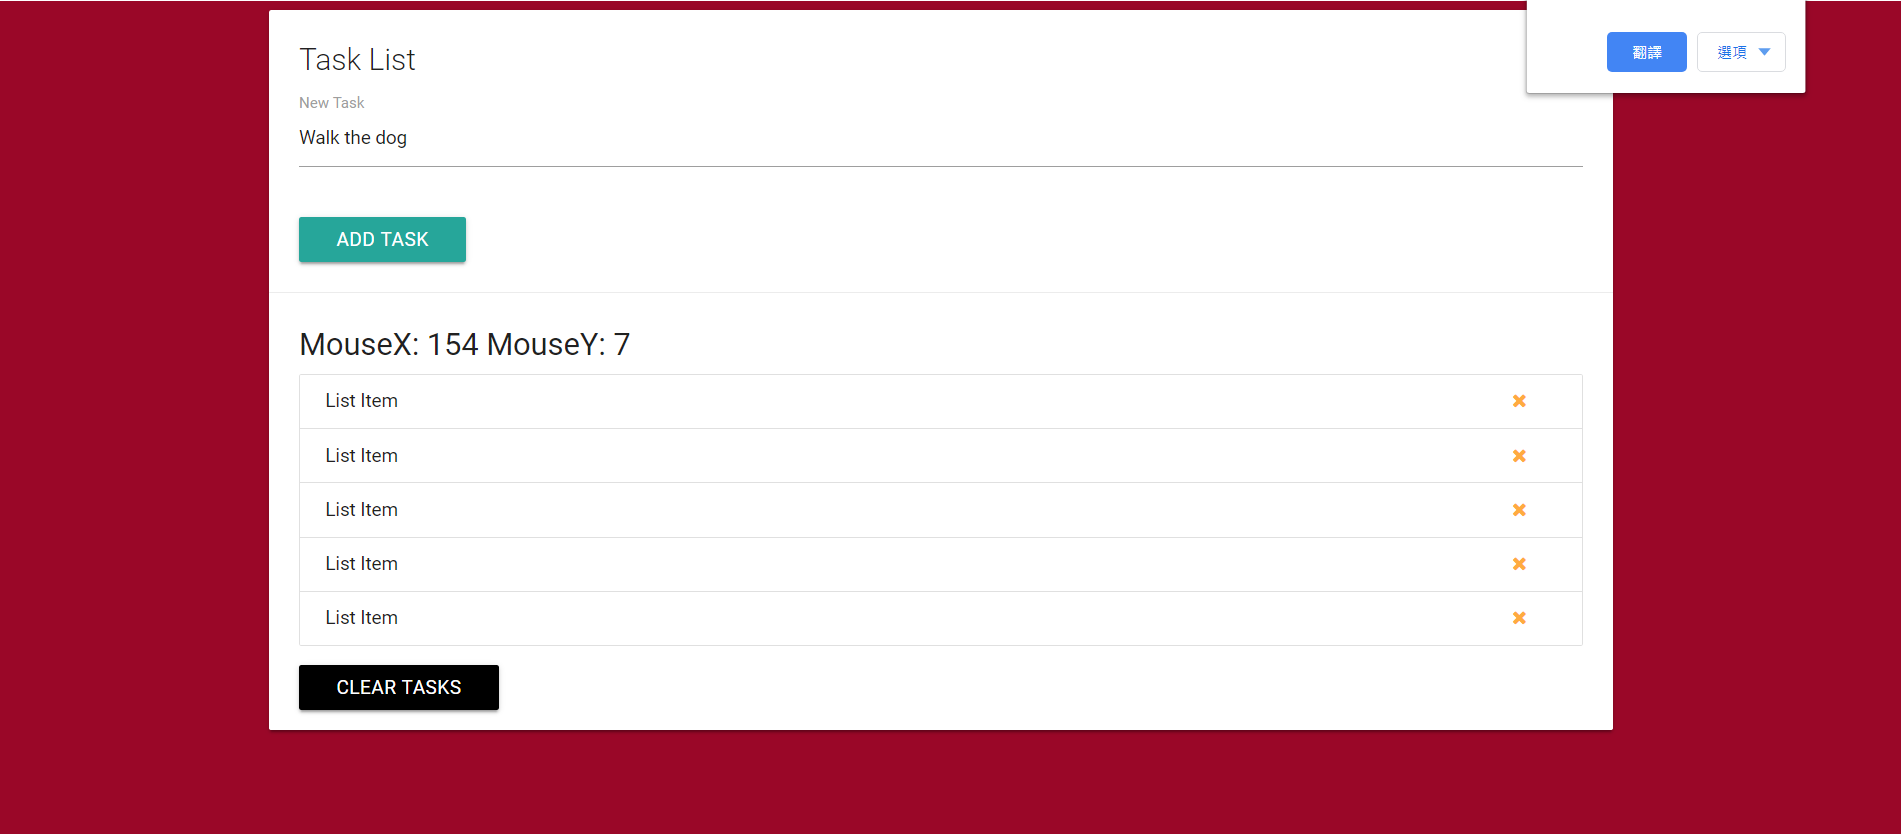 Task List
翻譯 選項
New Task
Walk the dog
ADD TASK
MouseX: 154 MouseY: 7
List Item
List Item
List Item
List Item
List Item
CLEAR TASKS